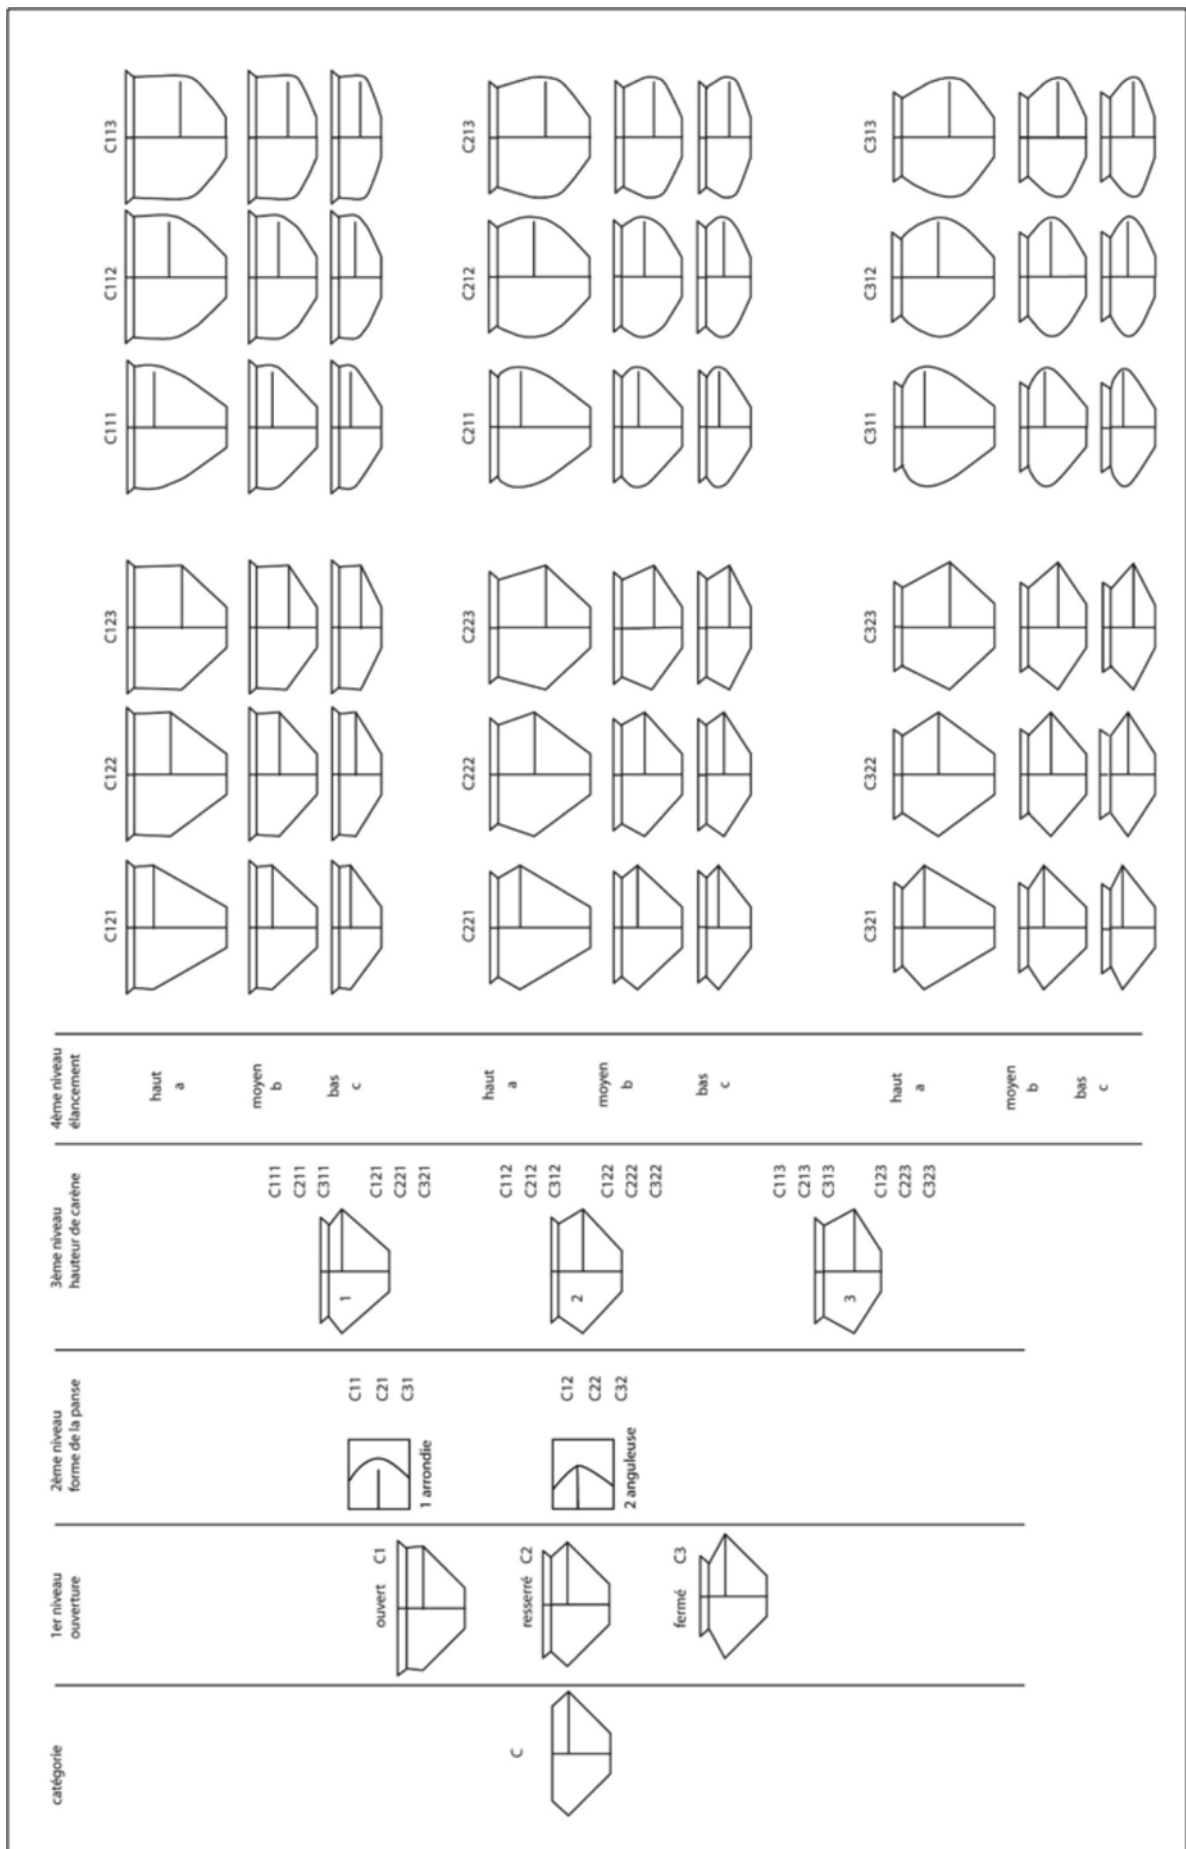 catégorie
1er niveau
ouverture
2ème niveau
forme de la panse
3ème niveau
hauteur de carène
4ème niveau
élancement
C
ouvert C1
resserré C2
fermé C3
C11
C21
C31
1 arrondie
C12
C22
C32
2 anguleuse
C111
C211
C311
1
C121
C221
C321
C112
C212
C312
2
C122
C222
C322
C113
C213
C313
3
C123
C223
C323
haut
a
moyen
b
bas
c
haut
a
moyen
b
bas
c
haut
a
moyen
b
bas
c
C121 C122 C123 C111 C112 C113
C221 C222 C223 C211 C212 C213
C321 C322 C323 C311 C312 C313